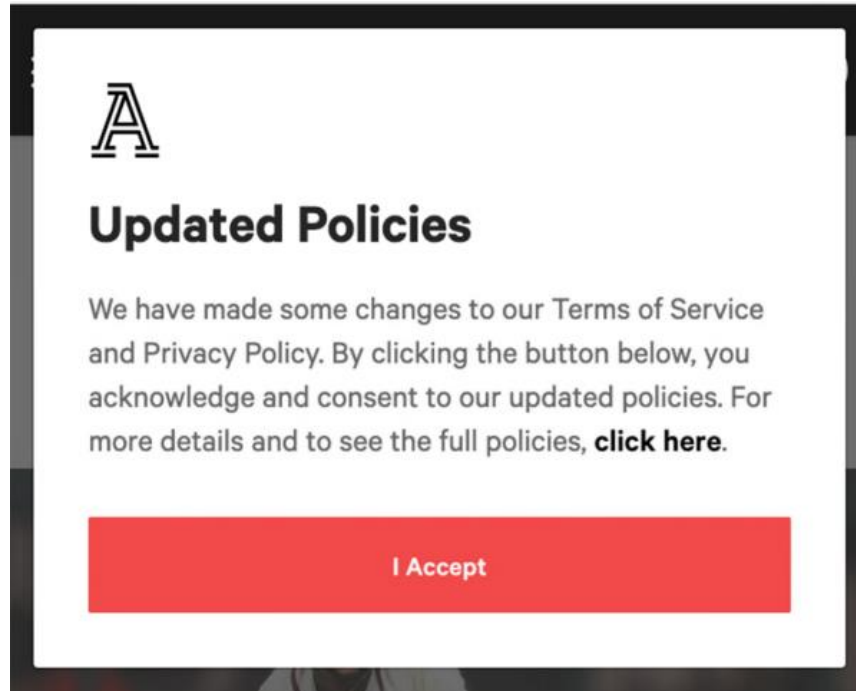 A
Updated Policies
We have made some changes to our Terms of Service
and Privacy Policy. By clicking the button below, you
acknowledge and consent to our updated policies. For
more details and to see the full policies, click here.
I Accept